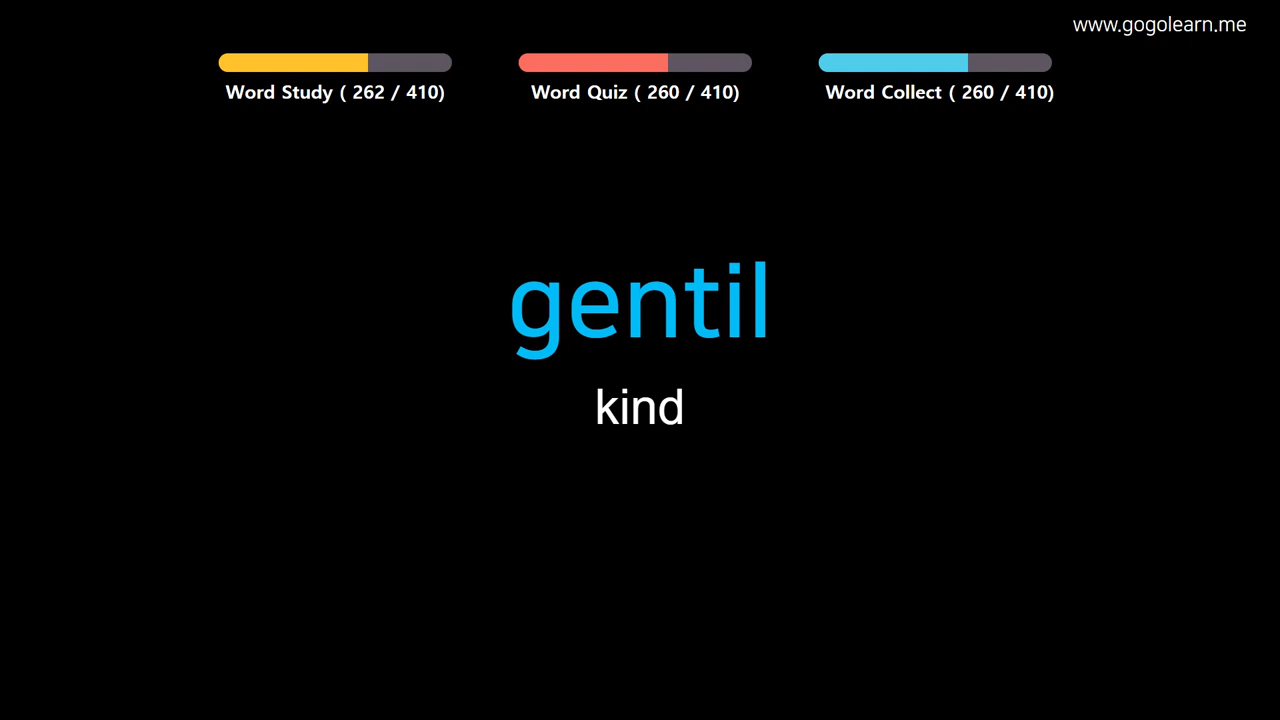 www.gogolearn.me
Word Study ( 262 / 410)
Word Quiz ( 260 / 410)
Word Collect ( 260 / 410)
gentil
kind